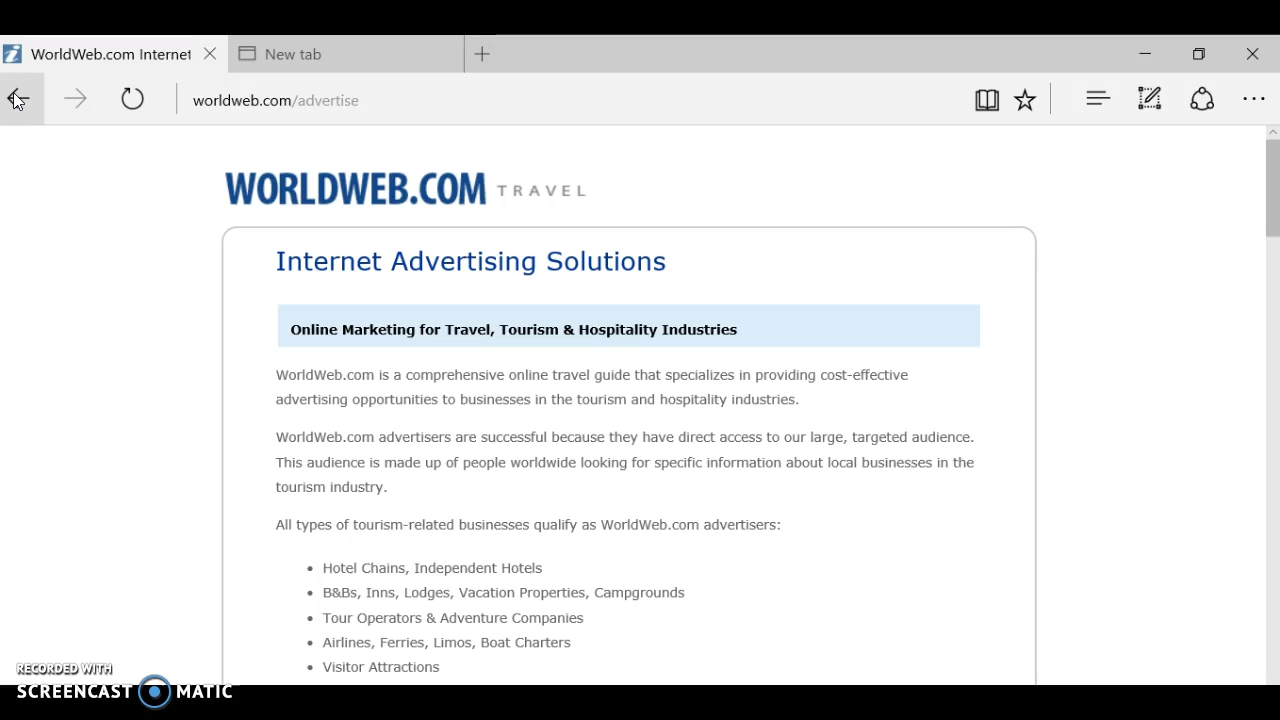 WorldWeb.com Internet
New tab
worldweb.com/advertise
WORLDWEB.COM TRAVEL
Internet Advertising Solutions
Online Marketing for Travel, Tourism & Hospitality Industries
WorldWeb.com is a comprehensive online travel guide that specializes in providing cost-effective
advertising opportunities to businesses in the tourism and hospitality industries.
WorldWeb.com advertisers are successful because they have direct access to our large, targeted audience.
This audience is made up of people worldwide looking for specific information about local businesses in the
tourism industry.
All types of tourism-related businesses qualify as WorldWeb.com advertisers:
• Hotel Chains, Independent Hotels
• B&Bs, Inns, Lodges, Vacation Properties, Campgrounds
• Tour Operators & Adventure Companies
• Airlines, Ferries, Limos, Boat Charters
• Visitor Attractions
RECORDED WITH
SCREENCAST MATIC